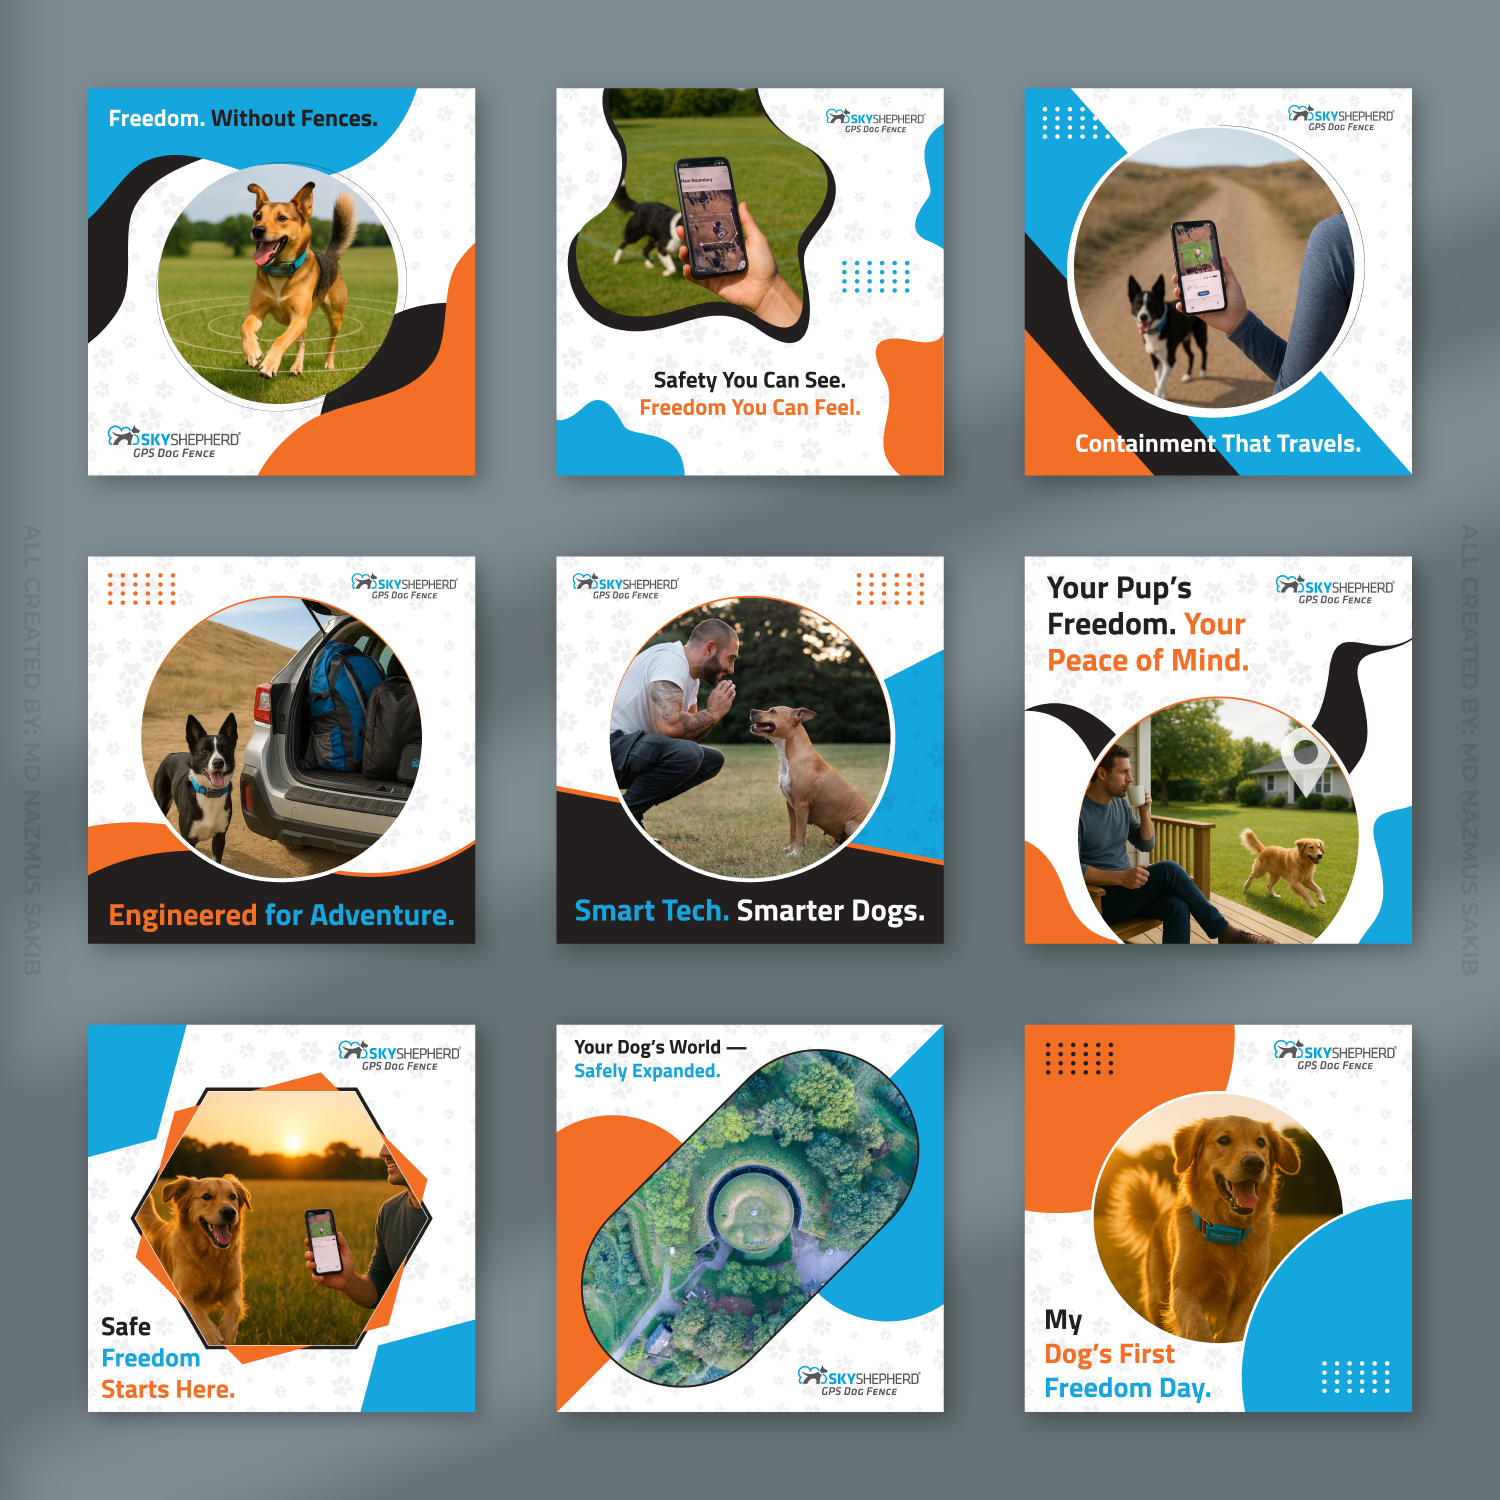 Freedom. Without Fences.
SKYSHEPHERD®
GPS DOG FENCE
SKYSHEPHERD®
GPS DOG FENCE
New Boundary
Safety You Can See.
Freedom You Can Feel.
SKYSHEPHERD®
GPS DOG FENCE
Containment That Travels.
ALL CREATED BY: MD NAZMUS SAKIB
SKYSHEPHERD®
GPS DOG FENCE
Engineered for Adventure.
SKYSHEPHERD®
GPS DOG FENCE
Smart Tech. Smarter Dogs.
Your Pup's
Freedom. Your
Peace of Mind.
SKYSHEPHERD®
GPS DOG FENCE
ALL CREATED BY: MD NAZMUS SAKIB
SKYSHEPHERD®
GPS DOG FENCE
Safe
Freedom
Starts Here.
Your Dog's World —
Safely Expanded.
SKYSHEPHERD®
GPS DOG FENCE
SKYSHEPHERD®
GPS DOG FENCE
My
Dog's First
Freedom Day.